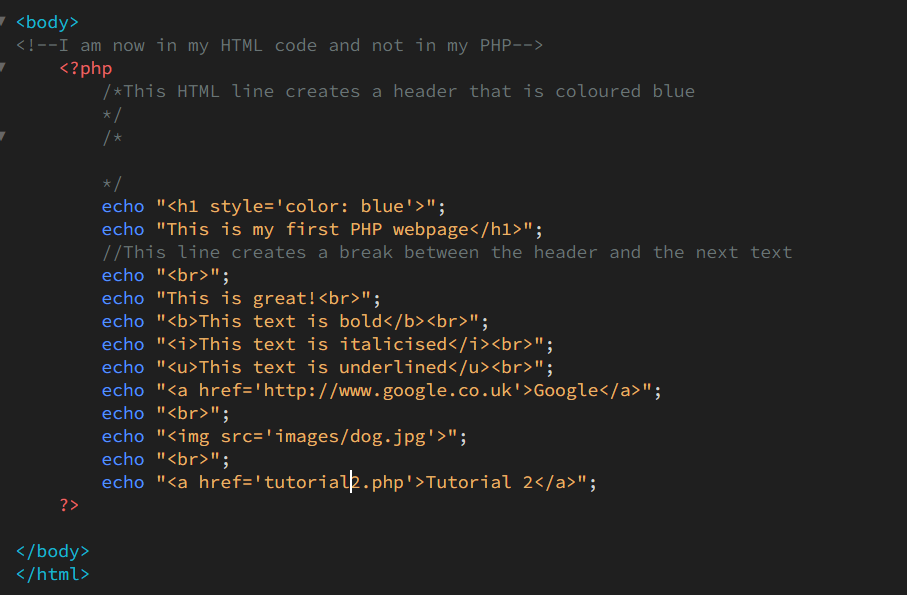 <body>
<!--I am now in my HTML code and not in my PHP-->
<?php
/*This HTML line creates a header that is coloured blue
*/
/*
*/
echo "<h1 style='color: blue'>";
echo "This is my first PHP webpage</h1>";
//This line creates a break between the header and the next text
echo "<br>";
echo "This is great!<br>";
echo "<b>This text is bold</b><br>";
echo "<i>This text is italicised</i><br>";
echo "<u>This text is underlined</u><br>";
echo "<a href='http://www.google.co.uk'>Google</a>";
echo "<br>";
echo "<img src='images/dog.jpg'>";
echo "<br>";
echo "<a href='tutorial2.php'>Tutorial 2</a>";
?>
</body>
</html>